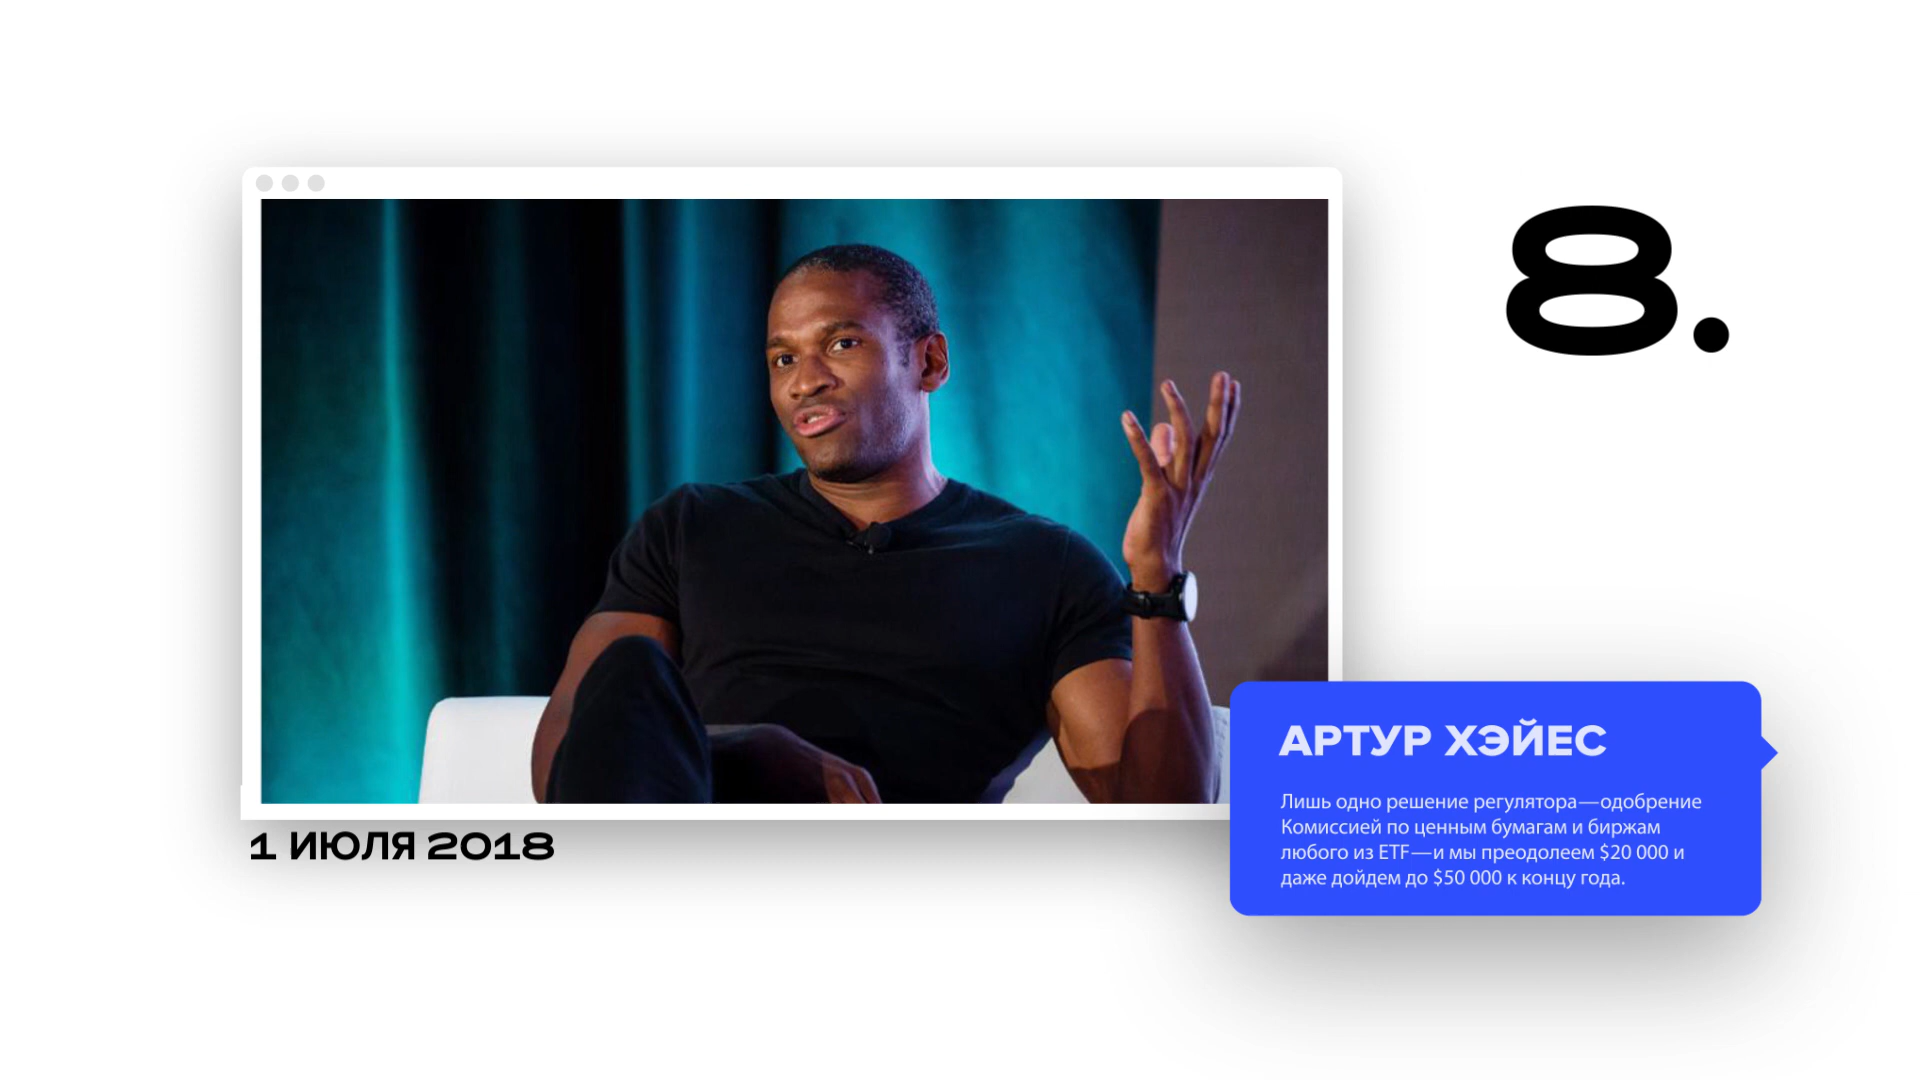 8.
1 ИЮЛЯ 2018
АРТУР ХЭЙЕС
Лишь одно решение регулятора—одобрение
Комиссией по ценным бумагам и биржам
любого из ETF—и мы преодолеем $20 000 и
даже дойдем до $50 000 к концу года.